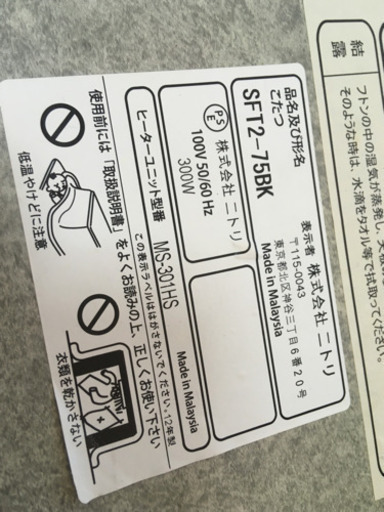 品名及び形名
こたつ
SFT2-75BK
表示者 株式会社 ニトリ
〒115-0043
東京都北区神谷三丁目6番20号
Made in Malaysia
PSE
株式会社 ニトリ
100V 50/60 Hz
300W
ヒーターユニット型番
MS-301HS
Made in Malaysia
この表示ラベルははがさないでください。12年製
使用前には「取扱説明書」をよくお読みの上、正しくお使い下さい
低温やけどに注意
衣類を乾かさない
結露
フトンの中の湿気が蒸発し、
そのような時は、水滴をタオル等で拭取ってください。